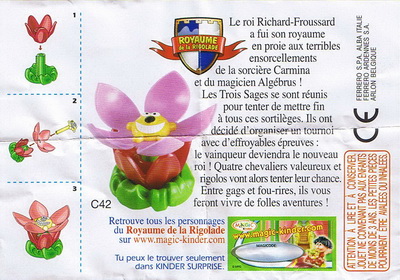 1
2
3
ROYAUME
de la RIGOLADE
Le roi Richard-Froussard
a fui son royaume
en proie aux terribles
ensorcellements
de la sorcière Carmina
et du magicien Algébrus !
Les Trois Sages se sont réunis
pour tenter de mettre fin
à tous ces sortilèges. Ils ont
décidé d'organiser un tournoi
avec d'effroyables épreuves :
le vainqueur deviendra le nouveau
roi ! Quatre chevaliers valeureux et
rigolos vont alors tenter leur chance.
Entre gags et fou-rires, ils vous
feront vivre de folles aventures !
C42
Retrouve tous les personnages
du Royaume de la Rigolade
sur www.magic-kinder.com
Tu peux le trouver seulement
dans KINDER SURPRISE.
MAGIC
kinder
www.magic-kinder.com
MAGICODE
FERRERO S.P.A. ALBA ITALIE
FERRERO ARDENNES S.A.
ARLON BELGIQUE
CE
ATTENTION, À LIRE ET À CONSERVER:
JOUET NE CONVENANT PAS AUX ENFANTS
DE MOINS DE 3 ANS. LES PETITES PIÈCES
POURRAIENT ÊTRE AVALÉES OU INHALÉES.